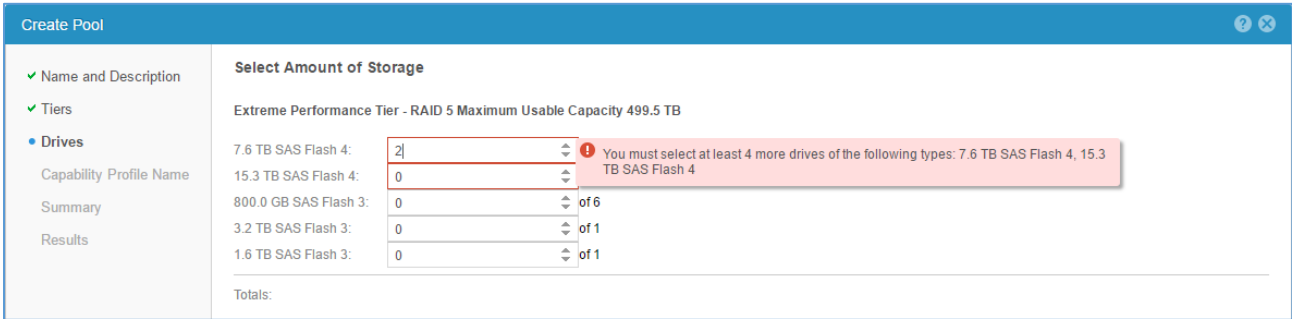 Create Pool
Name and Description
Tiers
Drives
Capability Profile Name
Summary
Results
Select Amount of Storage
Extreme Performance Tier - RAID 5 Maximum Usable Capacity 499.5 TB
7.6 TB SAS Flash 4: 2
You must select at least 4 more drives of the following types: 7.6 TB SAS Flash 4, 15.3
TB SAS Flash 4
15.3 TB SAS Flash 4: 0
800.0 GB SAS Flash 3: 0 of 6
3.2 TB SAS Flash 3: 0 of 1
1.6 TB SAS Flash 3: 0 of 1
Totals: